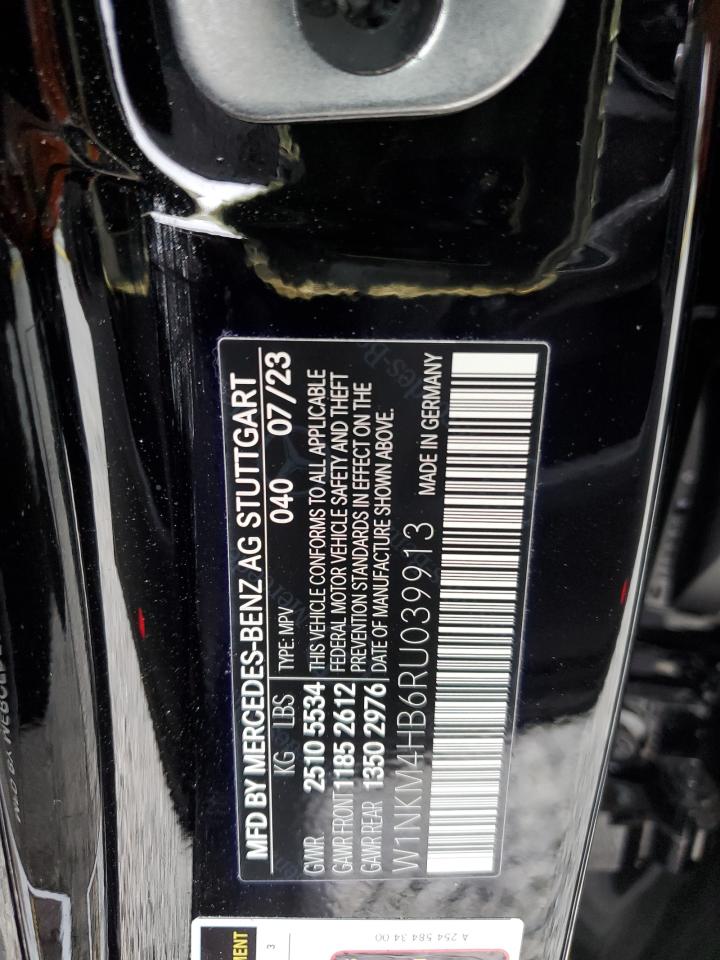 MFD BY MERCEDES-BENZ AG STUTTGART
KG LBS TYPE: MPV 040 07/23
GVWR 2510 5534
GAWR FRONT 1185 2612
GAWR REAR 1350 2976
THIS VEHICLE CONFORMS TO ALL APPLICABLE
FEDERAL MOTOR VEHICLE SAFETY AND THEFT
PREVENTION STANDARDS IN EFFECT ON THE
DATE OF MANUFACTURE SHOWN ABOVE.
W1NKM4HB6RU039913 MADE IN GERMANY
3
A 254 584 34 00